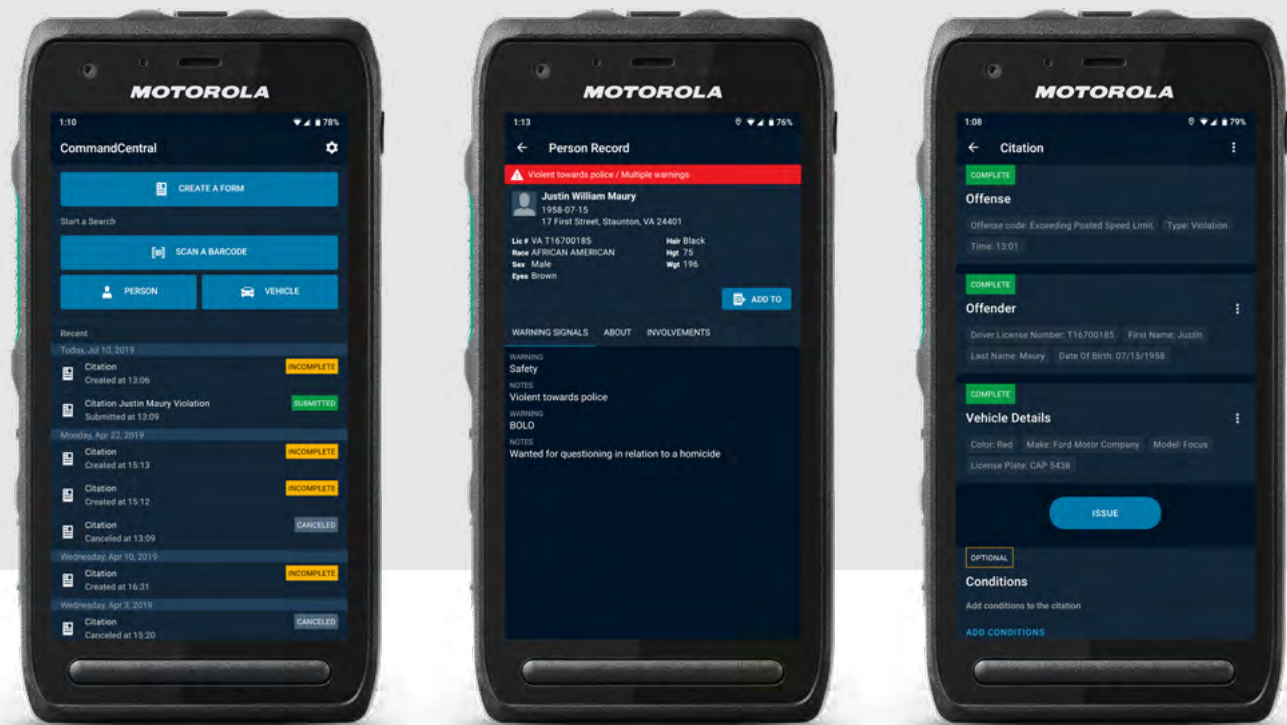 MOTOROLA
1:10 78%
CommandCentral
CREATE A FORM
Start a Search
SCAN A BARCODE
PERSON VEHICLE
Recent
Today, Jul 10, 2019
Citation INCOMPLETE
Created at 13:06
Citation Justin Maury Violation SUBMITTED
Submitted at 13:09
Monday, Apr 22, 2019
Citation INCOMPLETE
Created at 15:13
Citation INCOMPLETE
Created at 15:12
Citation CANCELED
Canceled at 13:09
Wednesday, Apr 10, 2019
Citation INCOMPLETE
Created at 16:31
Wednesday, Apr 3, 2019
Citation CANCELED
Canceled at 15:20
MOTOROLA
1:13 76%
Person Record
Violent towards police / Multiple warnings
Justin William Maury
1958-07-15
17 First Street, Staunton, VA 24401
Lic # VA T16700185 Hair Black
Race AFRICAN AMERICAN Hgt 75
Sex Male Wgt 196
Eyes Brown
ADD TO
WARNING SIGNALS ABOUT INVOLVEMENTS
WARNING
Safety
NOTES
Violent towards police
WARNING
BOLO
NOTES
Wanted for questioning in relation to a homicide
MOTOROLA
1:08 79%
Citation
COMPLETE
Offense
Offense code: Exceeding Posted Speed Limit Type: Violation
Time: 13:01
COMPLETE
Offender
Driver License Number: T16700185 First Name: Justin
Last Name: Maury Date Of Birth: 07/15/1958
COMPLETE
Vehicle Details
Color: Red Make: Ford Motor Company Model: Focus
License Plate: CAP 5438
ISSUE
OPTIONAL
Conditions
Add conditions to the citation
ADD CONDITIONS